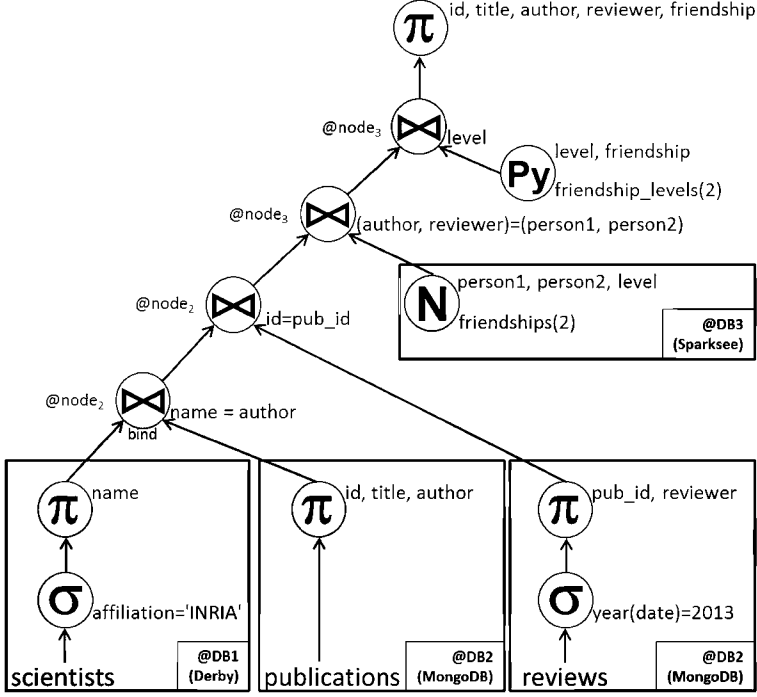 π id, title, author, reviewer, friendship
@node₃ ⋈ level
Py level, friendship
friendship_levels(2)
@node₃ ⋈ (author, reviewer)=(person1, person2)
N person1, person2, level
friendships(2)
@DB3
(Sparksee)
@node₂ ⋈ id=pub_id
@node₂ ⋈ name = author
bind
π name
σ affiliation='INRIA'
scientists
@DB1
(Derby)
π id, title, author
publications
@DB2
(MongoDB)
π pub_id, reviewer
σ year(date)=2013
reviews
@DB2
(MongoDB)